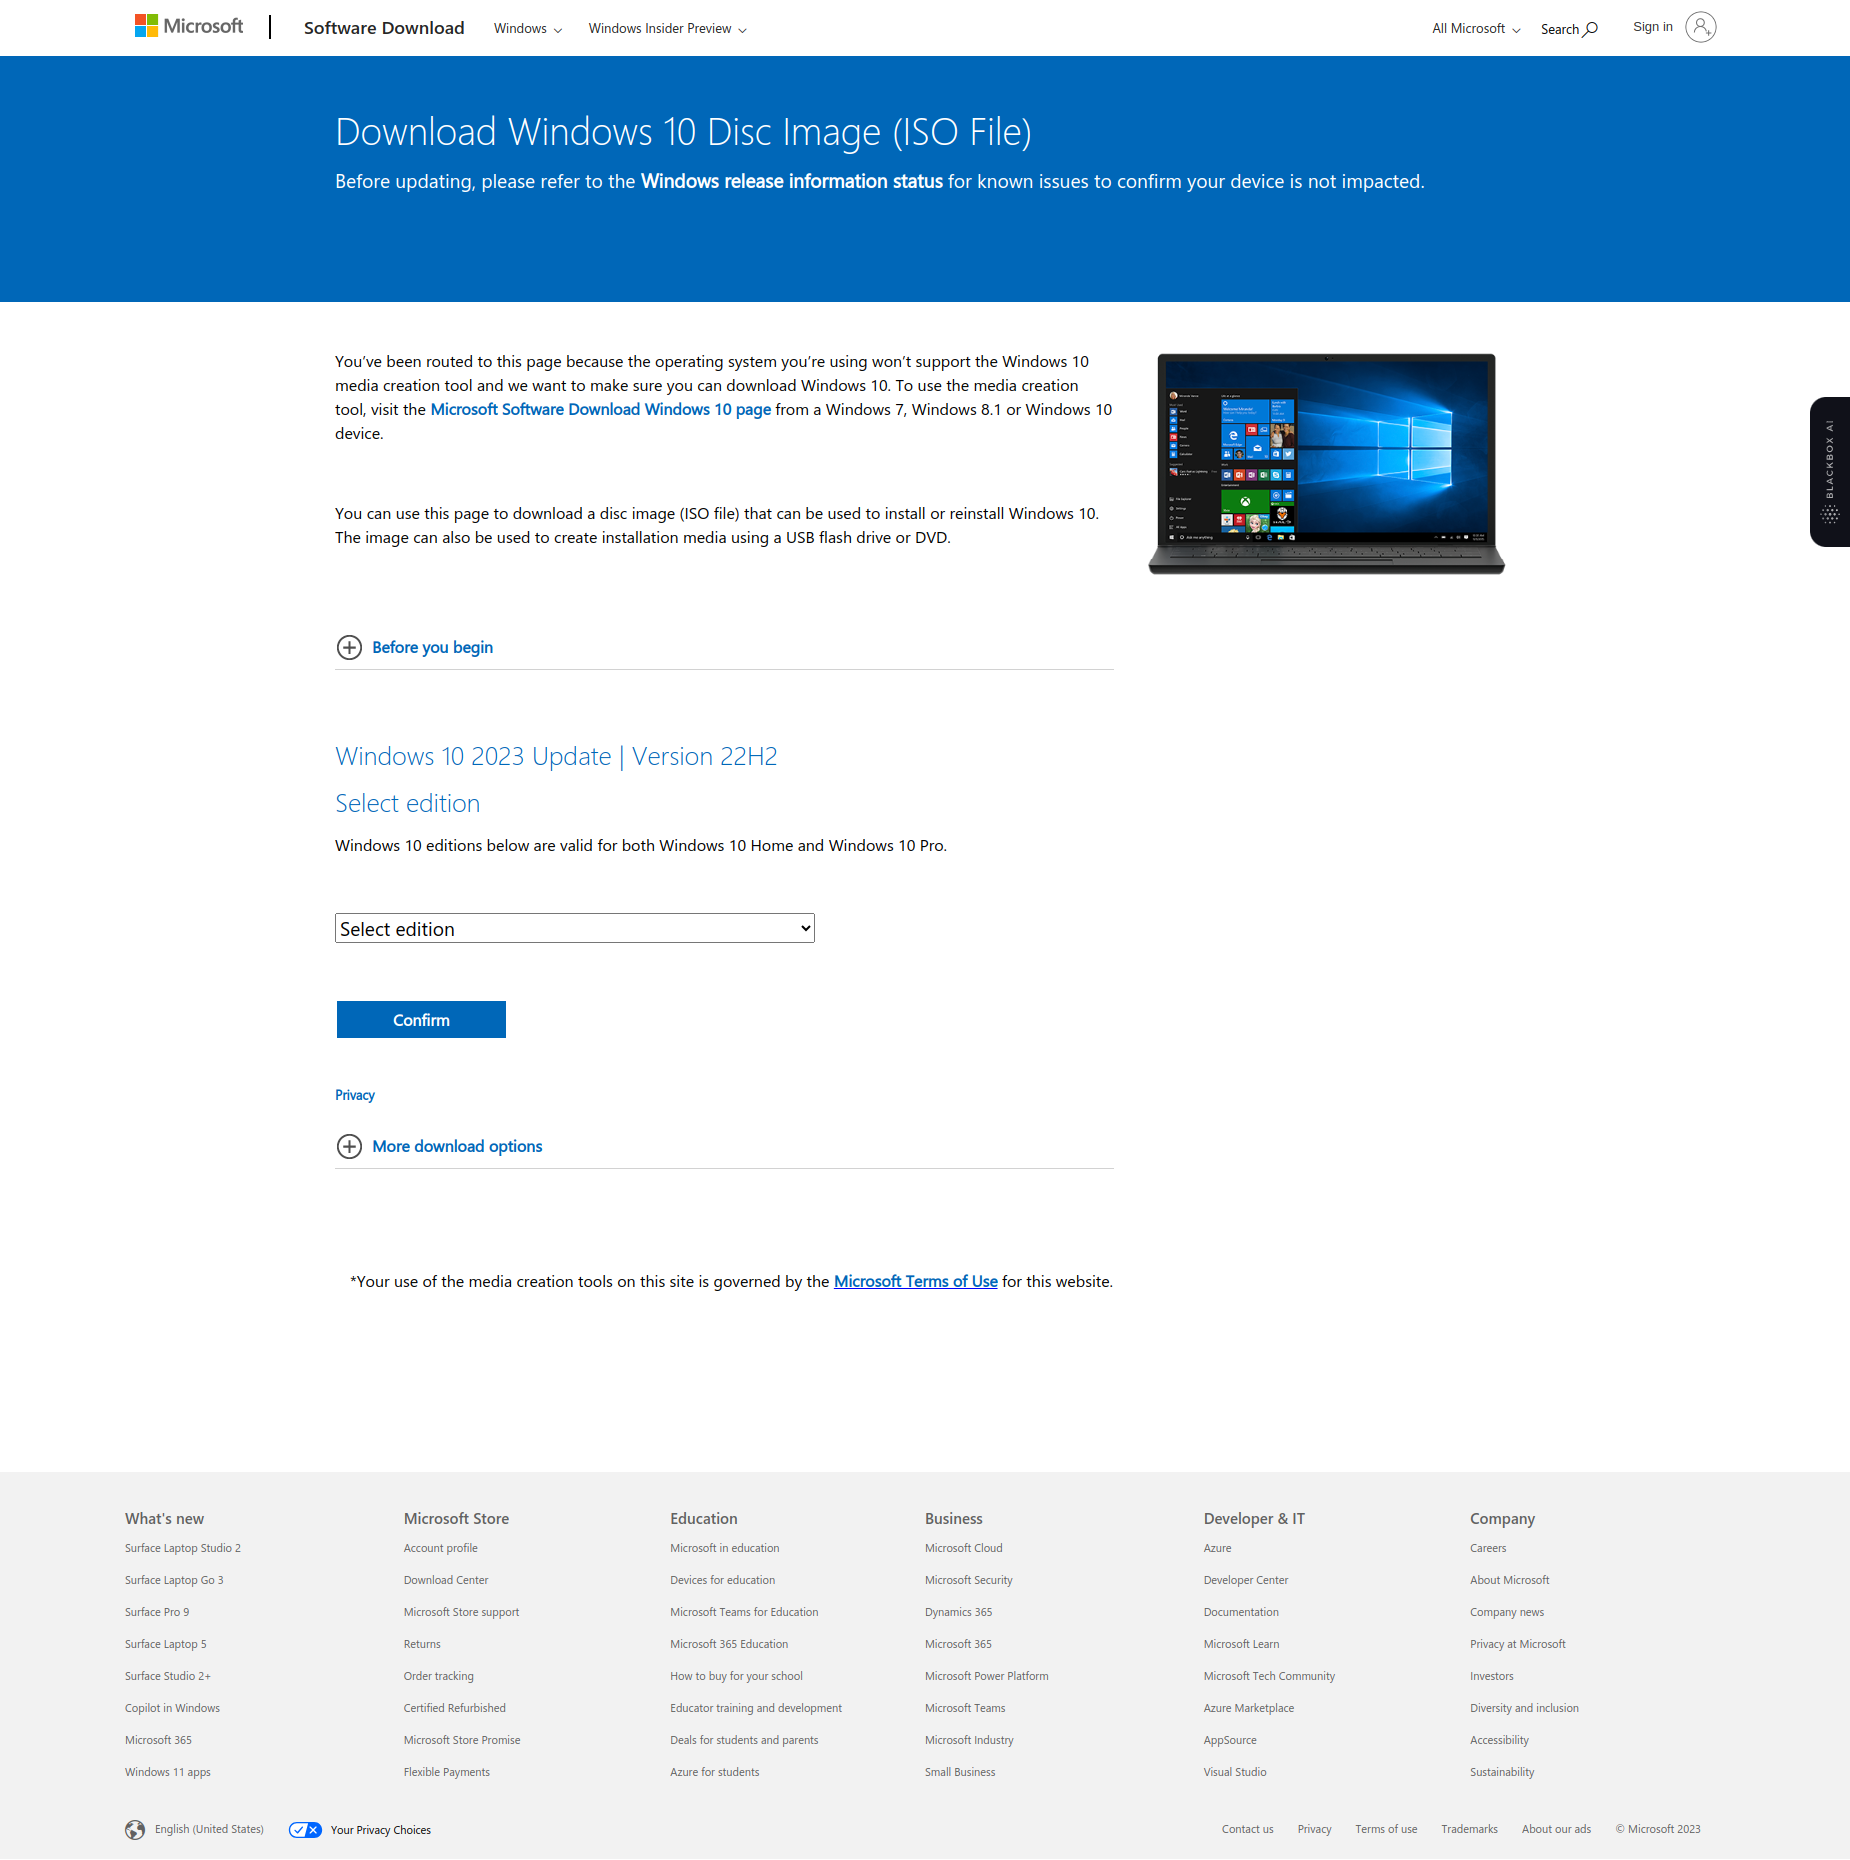 Microsoft
Software Download
Windows
Windows Insider Preview
All Microsoft
Search
Sign in
Download Windows 10 Disc Image (ISO File)
Before updating, please refer to the Windows release information status for known issues to confirm your device is not impacted.
You’ve been routed to this page because the operating system you’re using won’t support the Windows 10
media creation tool and we want to make sure you can download Windows 10. To use the media creation
tool, visit the Microsoft Software Download Windows 10 page from a Windows 7, Windows 8.1 or Windows 10
device.
You can use this page to download a disc image (ISO file) that can be used to install or reinstall Windows 10.
The image can also be used to create installation media using a USB flash drive or DVD.
BLACKBOX AI
Before you begin
Windows 10 2023 Update | Version 22H2
Select edition
Windows 10 editions below are valid for both Windows 10 Home and Windows 10 Pro.
Select edition
Confirm
Privacy
More download options
*Your use of the media creation tools on this site is governed by the Microsoft Terms of Use for this website.
What's new
Surface Laptop Studio 2
Surface Laptop Go 3
Surface Pro 9
Surface Laptop 5
Surface Studio 2+
Copilot in Windows
Microsoft 365
Windows 11 apps
Microsoft Store
Account profile
Download Center
Microsoft Store support
Returns
Order tracking
Certified Refurbished
Microsoft Store Promise
Flexible Payments
Education
Microsoft in education
Devices for education
Microsoft Teams for Education
Microsoft 365 Education
How to buy for your school
Educator training and development
Deals for students and parents
Azure for students
Business
Microsoft Cloud
Microsoft Security
Dynamics 365
Microsoft 365
Microsoft Power Platform
Microsoft Teams
Microsoft Industry
Small Business
Developer & IT
Azure
Developer Center
Documentation
Microsoft Learn
Microsoft Tech Community
Azure Marketplace
AppSource
Visual Studio
Company
Careers
About Microsoft
Company news
Privacy at Microsoft
Investors
Diversity and inclusion
Accessibility
Sustainability
English (United States)
Your Privacy Choices
Contact us
Privacy
Terms of use
Trademarks
About our ads
© Microsoft 2023